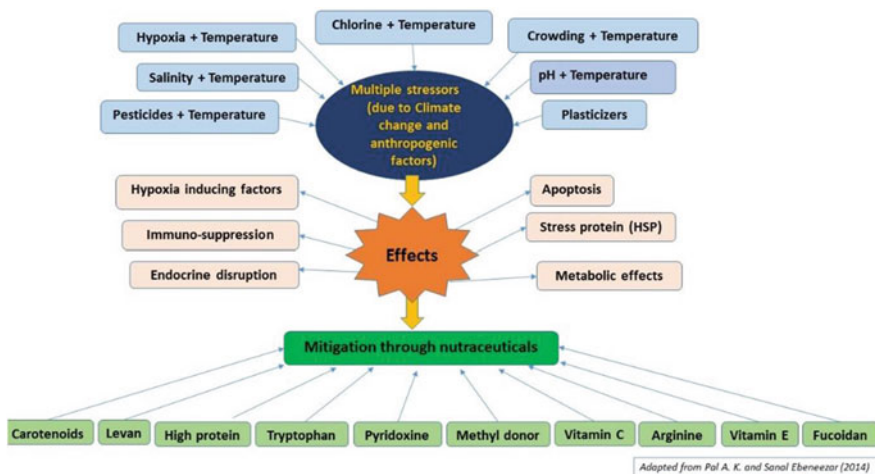 Chlorine + Temperature
Hypoxia + Temperature
Crowding + Temperature
Salinity + Temperature
pH + Temperature
Pesticides + Temperature
Plasticizers
Multiple stressors
(due to Climate
change and
anthropogenic
factors)
Hypoxia inducing factors
Apoptosis
Immuno-suppression
Stress protein (HSP)
Effects
Endocrine disruption
Metabolic effects
Mitigation through nutraceuticals
Carotenoids
Levan
High protein
Tryptophan
Pyridoxine
Methyl donor
Vitamin C
Arginine
Vitamin E
Fucoidan
Adapted from Pal A. K. and Sanal Ebeneezar (2014)